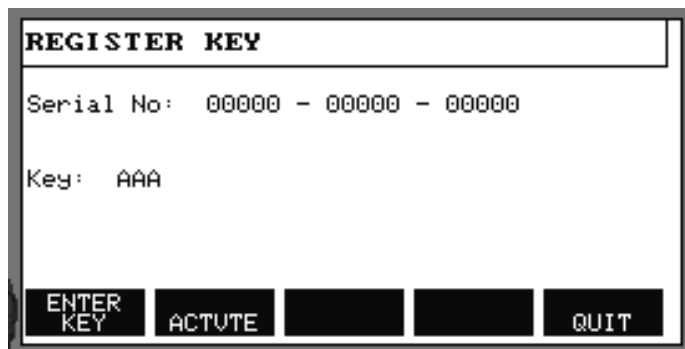 REGISTER KEY
Serial No: 00000 - 00000 - 00000
Key: AAA
ENTER
KEY ACTVTE QUIT